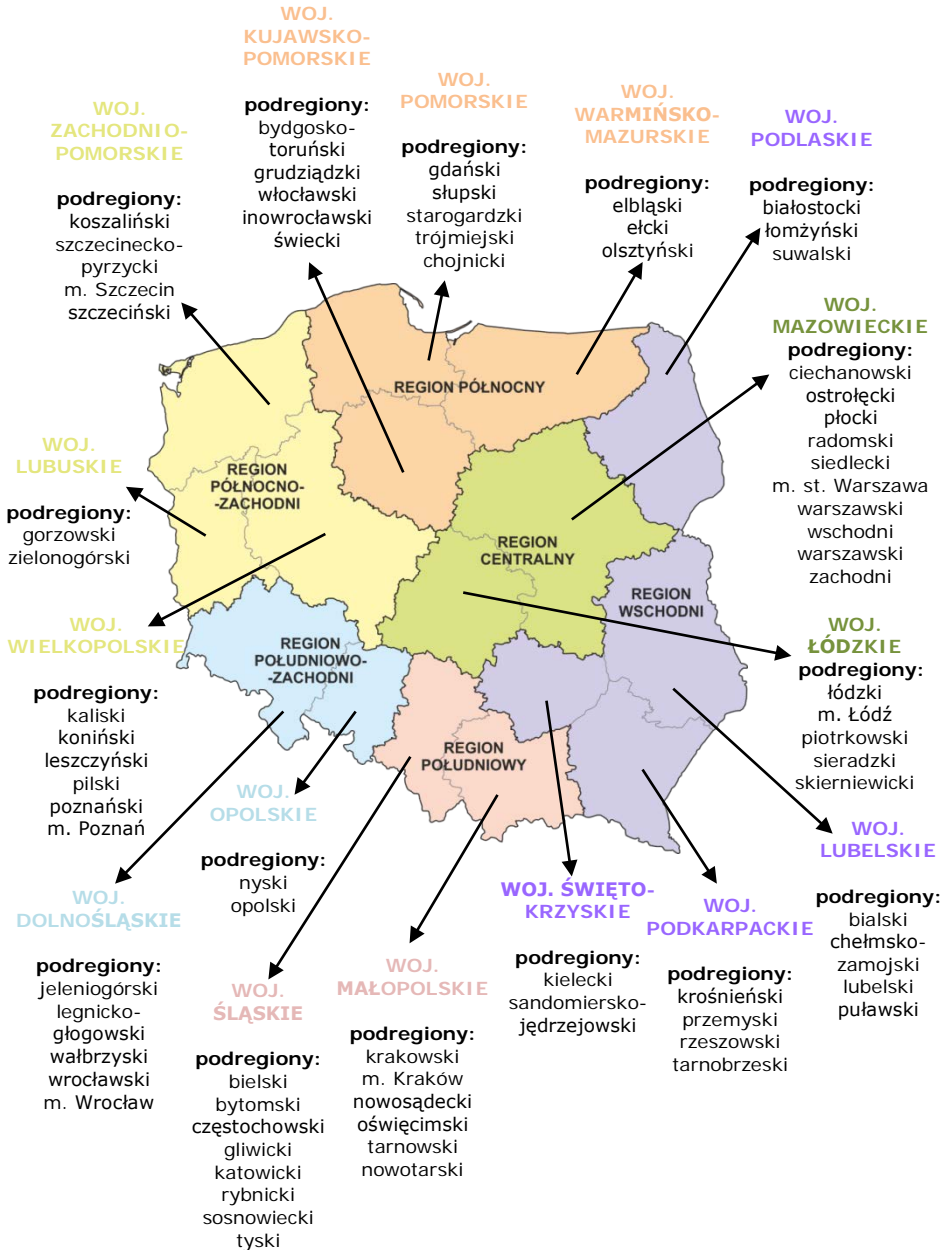 WOJ.
KUJAWSKO-
POMORSKIE
podregiony:
bydgosko-
toruński
grudziądzki
włocławski
inowrocławski
świecki
WOJ.
POMORSKIE
podregiony:
gdański
słupski
starogardzki
trójmiejski
chojnicki
WOJ.
WARMIŃSKO-
MAZURSKIE
podregiony:
elbląski
ełcki
olsztyński
WOJ.
ZACHODNIO-
POMORSKIE
podregiony:
koszaliński
szczecinecko-
pyrzycki
m. Szczecin
szczeciński
WOJ.
PODLASKIE
podregiony:
białostocki
łomżyński
suwalski
WOJ.
MAZOWIECKIE
podregiony:
ciechanowski
ostrołęcki
płocki
radomski
siedlecki
m. st. Warszawa
warszawski
wschodni
warszawski
zachodni
REGION PÓŁNOCNY
REGION
PÓŁNOCNO-
-ZACHODNI
REGION
CENTRALNY
REGION
WSCHODNI
REGION
POŁUDNIOWO-
-ZACHODNI
REGION
POŁUDNIOWY
WOJ.
LUBUSKIE
podregiony:
gorzowski
zielonogórski
WOJ.
WIELKOPOLSKIE
podregiony:
kaliski
koniński
leszczyński
pilski
poznański
m. Poznań
WOJ.
ŁÓDZKIE
podregiony:
łódzki
m. Łódź
piotrkowski
sieradzki
skierniewicki
WOJ.
OPOLSKIE
podregiony:
nyski
opolski
WOJ.
LUBELSKIE
podregiony:
bialski
chełmsko-
zamojski
lubelski
puławski
WOJ.
DOLNOŚLĄSKIE
podregiony:
jeleniogórski
legnicko-
głogowski
wałbrzyski
wrocławski
m. Wrocław
WOJ.
ŚLĄSKIE
podregiony:
bielski
bytomski
częstochowski
gliwicki
katowicki
rybnicki
sosnowiecki
tyski
WOJ.
MAŁOPOLSKIE
podregiony:
krakowski
m. Kraków
nowosądecki
oświęcimski
tarnowski
nowotarski
WOJ. ŚWIĘTO-
KRZYSKIE
podregiony:
kielecki
sandomiersko-
jędrzejowski
WOJ.
PODKARPACKIE
podregiony:
krośnieński
przemyski
rzeszowski
tarnobrzeski